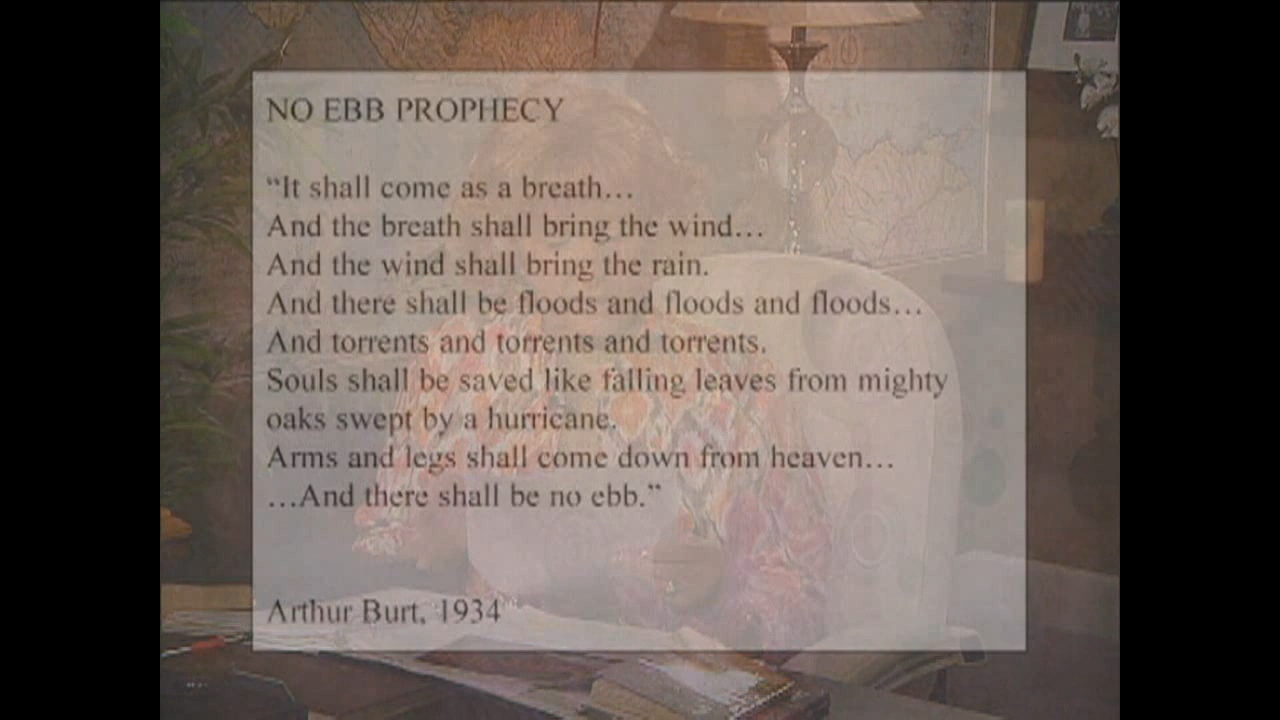 NO EBB PROPHECY
“It shall come as a breath…
And the breath shall bring the wind…
And the wind shall bring the rain.
And there shall be floods and floods and floods…
And torrents and torrents and torrents.
Souls shall be saved like falling leaves from mighty
oaks swept by a hurricane.
Arms and legs shall come down from heaven…
…And there shall be no ebb.”
Arthur Burt, 1934